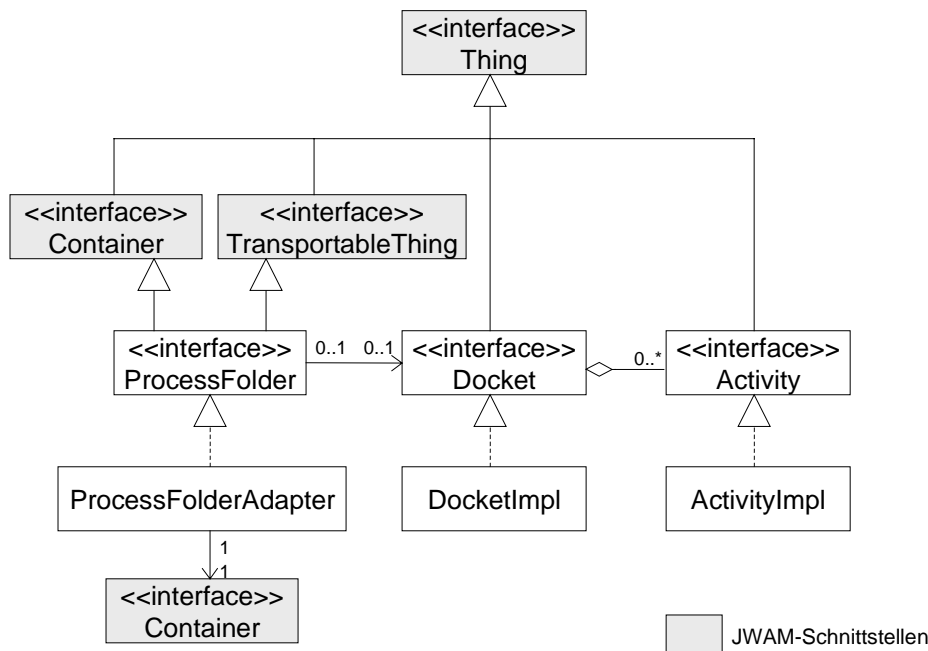 <<interface>>
Thing
<<interface>>
Container
<<interface>>
TransportableThing
<<interface>>
ProcessFolder
0..1
0..1
<<interface>>
Docket
0..*
<<interface>>
Activity
ProcessFolderAdapter
DocketImpl
ActivityImpl
1
1
<<interface>>
Container
JWAM-Schnittstellen